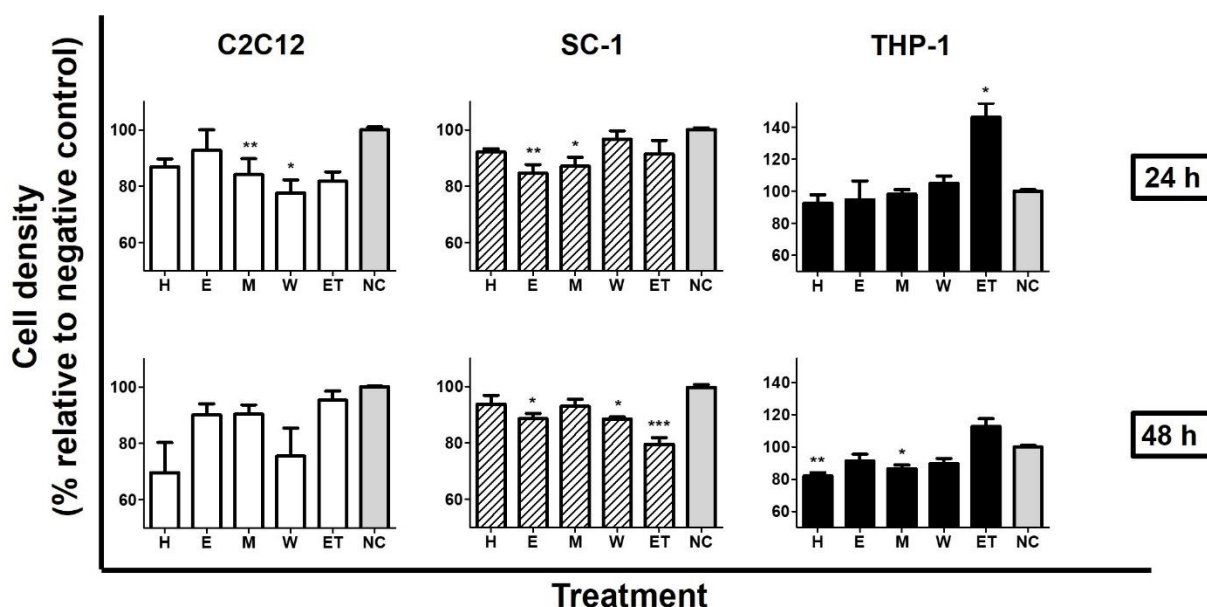 C2C12 SC-1 THP-1
Cell density
(% relative to negative control)
100
80
60
** *
H E M W ET NC
100
80
60
** *
H E M W ET NC
140
120
100
80
60
*
H E M W ET NC
24 h
100
80
60
H E M W ET NC
100
80
60
* * ***
H E M W ET NC
140
120
100
80
60
** *
H E M W ET NC
48 h
Treatment